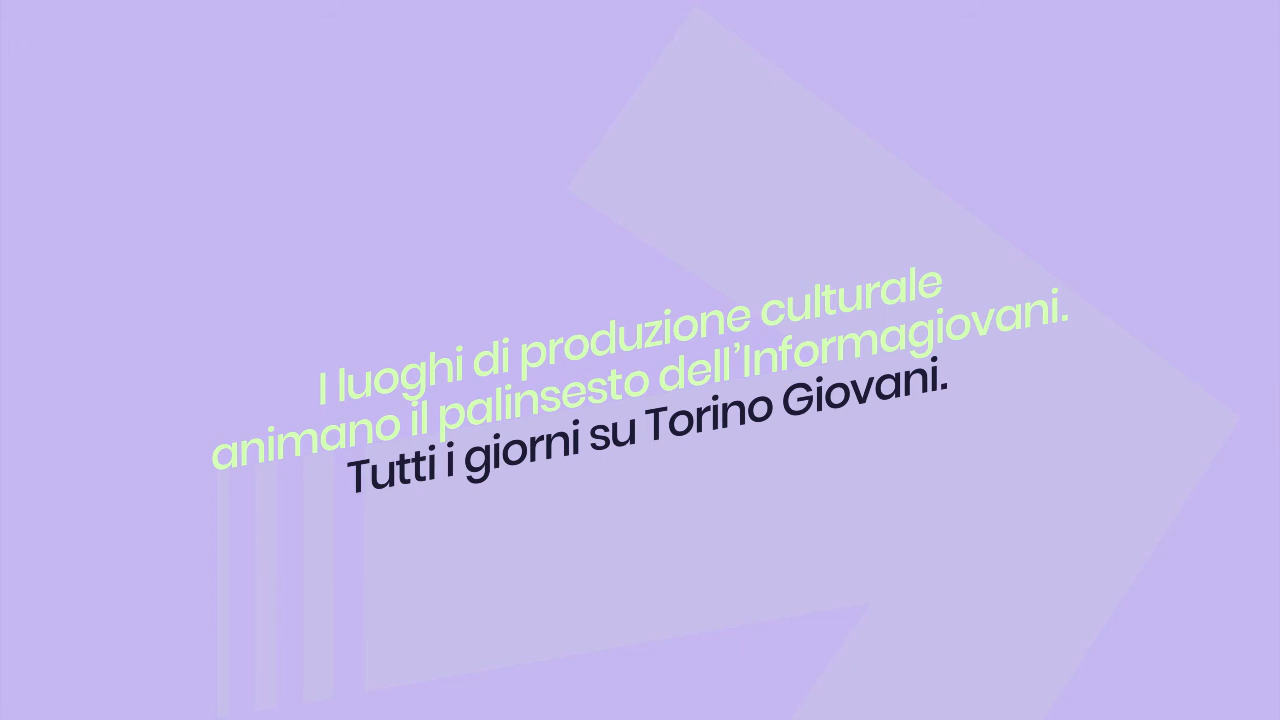 I luoghi di produzione culturale
animano il palinsesto dell’Informagiovani.
Tutti i giorni su Torino Giovani.